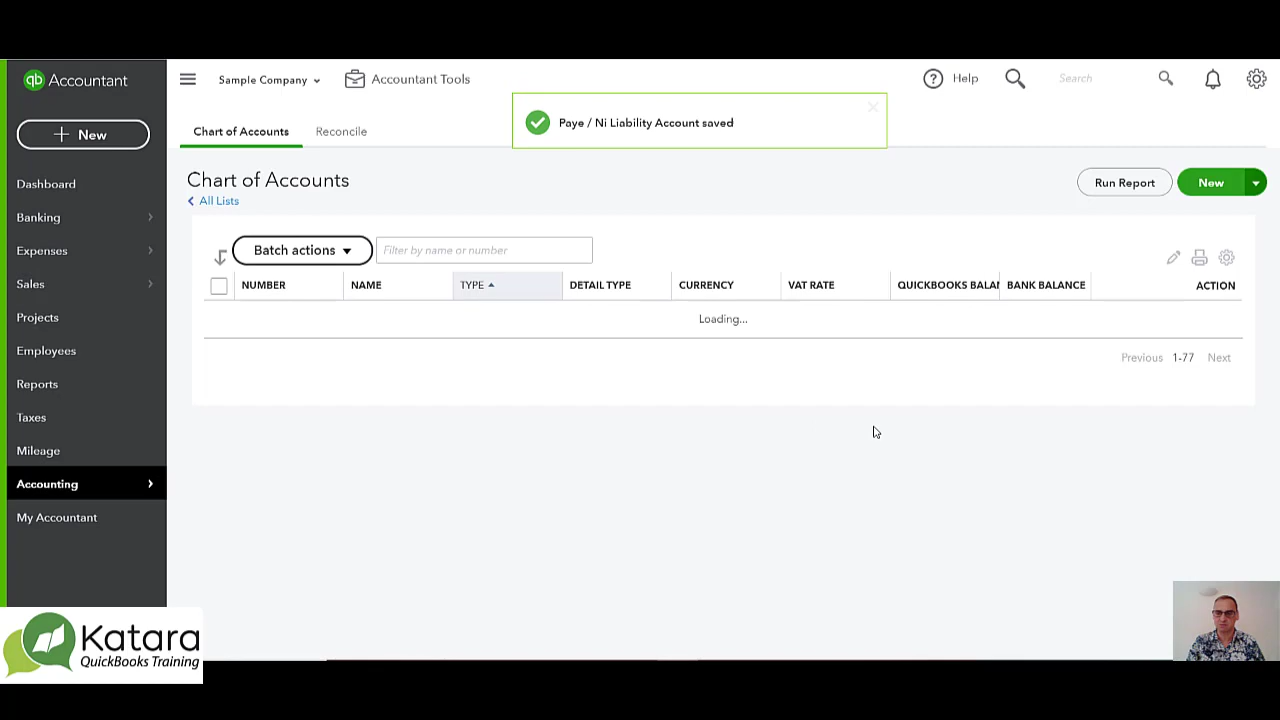 qb Accountant
Sample Company
Accountant Tools
Help
Search
New
Paye / Ni Liability Account saved
Chart of Accounts
Reconcile
Dashboard
Banking
Expenses
Sales
Projects
Employees
Reports
Taxes
Mileage
Accounting
My Accountant
Chart of Accounts
All Lists
Run Report
New
Batch actions
Filter by name or number
NUMBER NAME TYPE DETAIL TYPE CURRENCY VAT RATE QUICKBOOKS BALAN BANK BALANCE ACTION
Loading...
Previous 1-77 Next
Katara
QuickBooks Training